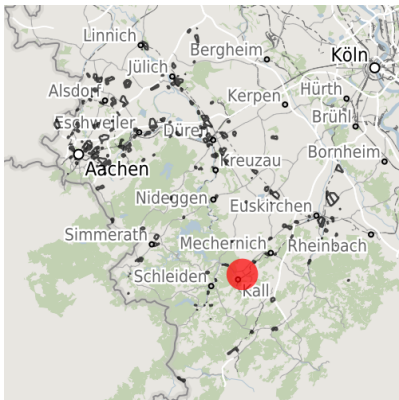 Linnich
Bergheim
Köln
Jülich
Alsdorf
Kerpen
Hürth
Eschweiler
Düren
Brühl
Kreuzau
Bornheim
Aachen
Nideggen
Euskirchen
Simmerath
Mechernich
Rheinbach
Schleiden
Kall